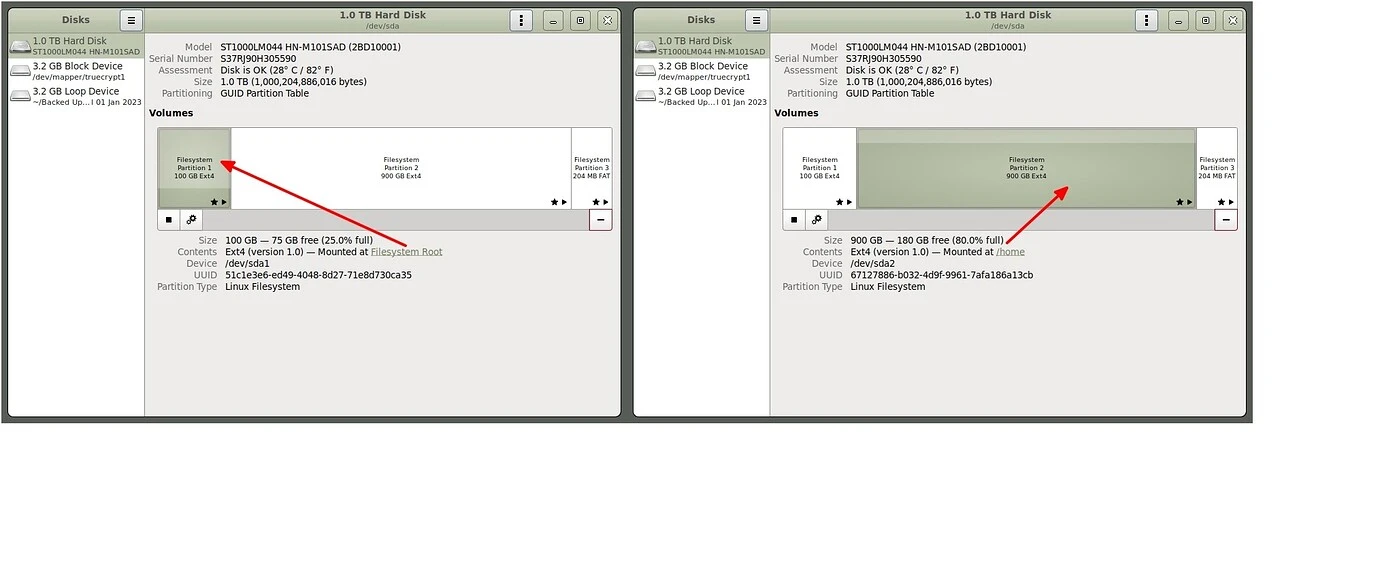 Disks
1.0 TB Hard Disk
/dev/sda
1.0 TB Hard Disk
ST1000LM044 HN-M101SAD
3.2 GB Block Device
/dev/mapper/truecrypt1
3.2 GB Loop Device
~/Backed Up...l 01 Jan 2023
Model ST1000LM044 HN-M101SAD (2BD10001)
Serial Number S37RJ90H305590
Assessment Disk is OK (28° C / 82° F)
Size 1.0 TB (1,000,204,886,016 bytes)
Partitioning GUID Partition Table
Volumes
Filesystem
Partition 1
100 GB Ext4
Filesystem
Partition 2
900 GB Ext4
Filesystem
Partition 3
204 MB FAT
Size 100 GB — 75 GB free (25.0% full)
Contents Ext4 (version 1.0) — Mounted at Filesystem Root
Device /dev/sda1
UUID 51c1e3e6-ed49-4048-8d27-71e8d730ca35
Partition Type Linux Filesystem
Disks
1.0 TB Hard Disk
/dev/sda
1.0 TB Hard Disk
ST1000LM044 HN-M101SAD
3.2 GB Block Device
/dev/mapper/truecrypt1
3.2 GB Loop Device
~/Backed Up...l 01 Jan 2023
Model ST1000LM044 HN-M101SAD (2BD10001)
Serial Number S37RJ90H305590
Assessment Disk is OK (28° C / 82° F)
Size 1.0 TB (1,000,204,886,016 bytes)
Partitioning GUID Partition Table
Volumes
Filesystem
Partition 1
100 GB Ext4
Filesystem
Partition 2
900 GB Ext4
Filesystem
Partition 3
204 MB FAT
Size 900 GB — 180 GB free (80.0% full)
Contents Ext4 (version 1.0) — Mounted at /home
Device /dev/sda2
UUID 67127886-b032-4d9f-9961-7afa186a13cb
Partition Type Linux Filesystem